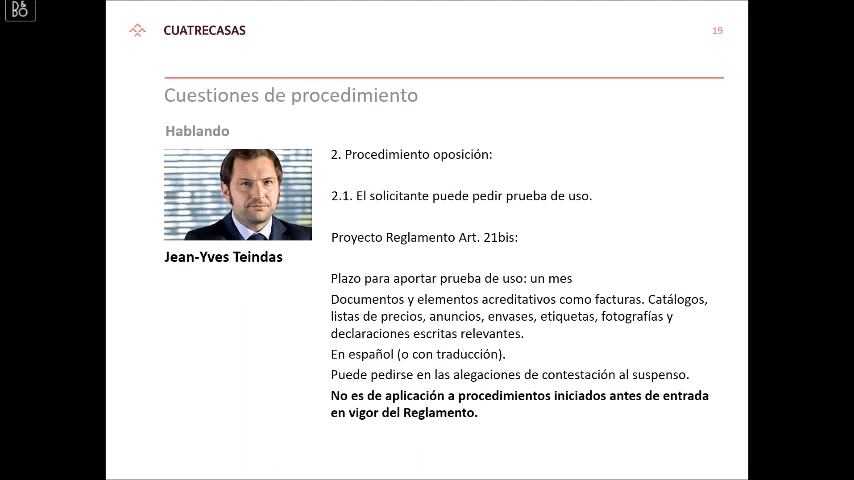 D&
BO
CUATRECASAS
19
Cuestiones de procedimiento
Hablando
Jean-Yves Teindas
2. Procedimiento oposición:
2.1. El solicitante puede pedir prueba de uso.
Proyecto Reglamento Art. 21bis:
Plazo para aportar prueba de uso: un mes
Documentos y elementos acreditativos como facturas. Catálogos,
listas de precios, anuncios, envases, etiquetas, fotografías y
declaraciones escritas relevantes.
En español (o con traducción).
Puede pedirse en las alegaciones de contestación al suspenso.
No es de aplicación a procedimientos iniciados antes de entrada
en vigor del Reglamento.